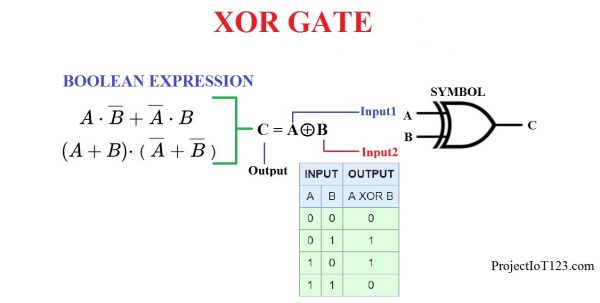 XOR GATE
BOOLEAN EXPRESSION
A · B̅ + A̅ · B
(A + B) · ( A̅ + B̅ )
C = A⊕B
Input1
Input2
Output
SYMBOL
A
B
C
INPUT OUTPUT
A B A XOR B
0 0 0
0 1 1
1 0 1
1 1 0
ProjectIoT123.com